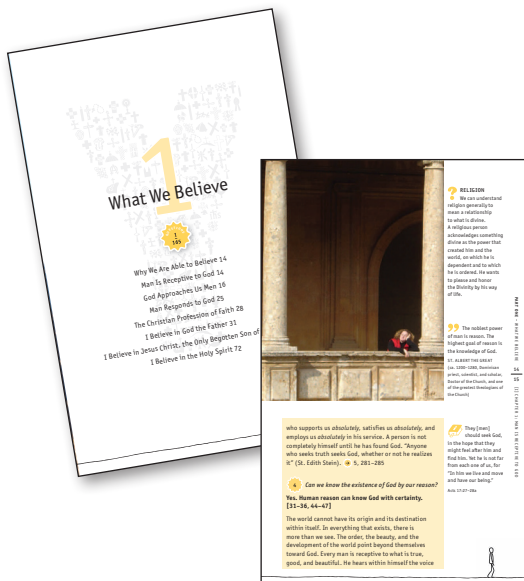 1
What We Believe
1
165
Why We Are Able to Believe 14
Man Is Receptive to God 14
God Approaches Us Men 16
Man Responds to God 25
The Christian Profession of Faith 28
I Believe in God the Father 31
I Believe in Jesus Christ, the Only Begotten Son of
I Believe in the Holy Spirit 72
? RELIGION
We can understand
religion generally to
mean a relationship
to what is divine.
A religious person
acknowledges something
divine as the power that
created him and the
world, on which he is
dependent and to which
he is ordered. He wants
to please and honor
the Divinity by his way
of life.
” The noblest power
of man is reason. The
highest goal of reason is
the knowledge of God.
ST. ALBERT THE GREAT
(ca. 1200–1280, Dominican
priest, scientist, and scholar,
Doctor of the Church, and one
of the greatest theologians of
the Church)
They [men]
should seek God,
in the hope that they
might feel after him and
find him. Yet he is not far
from each one of us, for
“In him we live and move
and have our being.”
Acts 17:27–28a
PART ONE – WHAT WE BELIEVE
14
15
CHAPTER 1: MAN IS RECEPTIVE TO GOD
who supports us absolutely, satisfies us absolutely, and
employs us absolutely in his service. A person is not
completely himself until he has found God. “Anyone
who seeks truth seeks God, whether or not he realizes
it” (St. Edith Stein). ➔ 5, 281–285
4 Can we know the existence of God by our reason?
Yes. Human reason can know God with certainty.
[31–36, 44–47]
The world cannot have its origin and its destination
within itself. In everything that exists, there is
more than we see. The order, the beauty, and the
development of the world point beyond themselves
toward God. Every man is receptive to what is true,
good, and beautiful. He hears within himself the voice